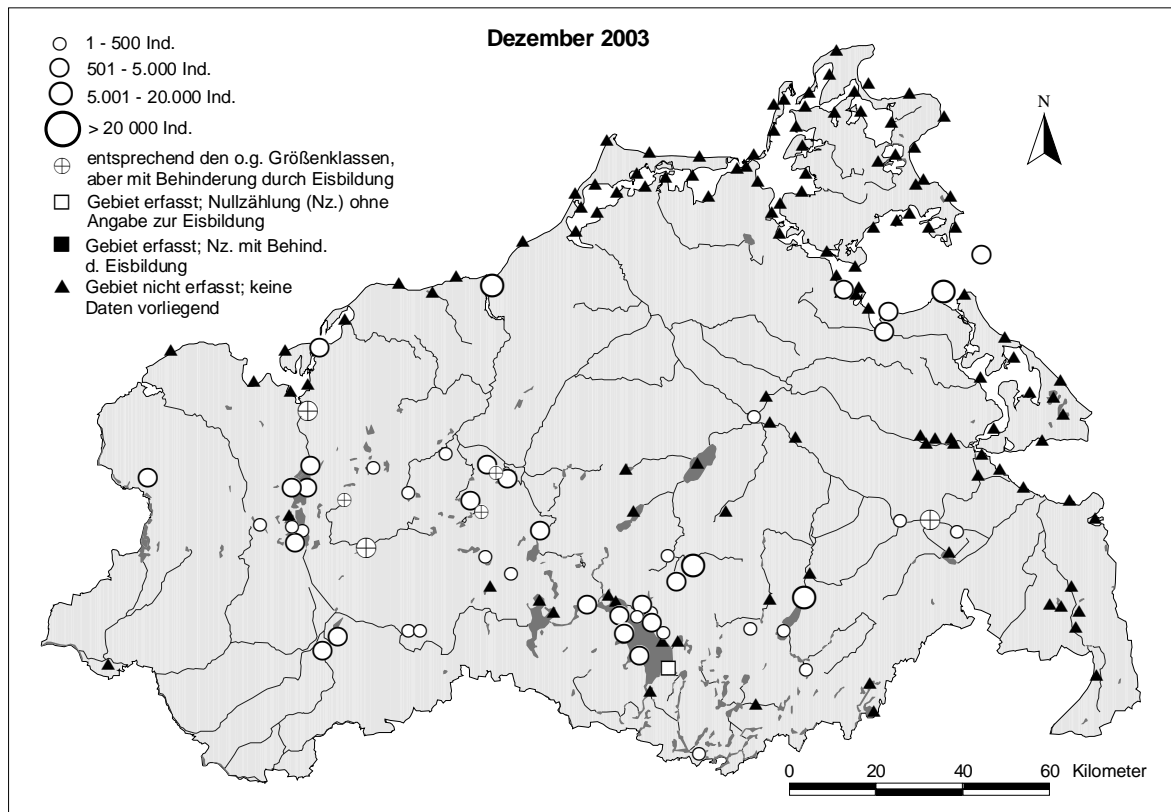 Dezember 2003
1 - 500 Ind.
501 - 5.000 Ind.
5.001 - 20.000 Ind.
> 20 000 Ind.
entsprechend den o.g. Größenklassen,
aber mit Behinderung durch Eisbildung
Gebiet erfasst; Nullzählung (Nz.) ohne
Angabe zur Eisbildung
Gebiet erfasst; Nz. mit Behind.
d. Eisbildung
Gebiet nicht erfasst; keine
Daten vorliegend
N
0 20 40 60 Kilometer